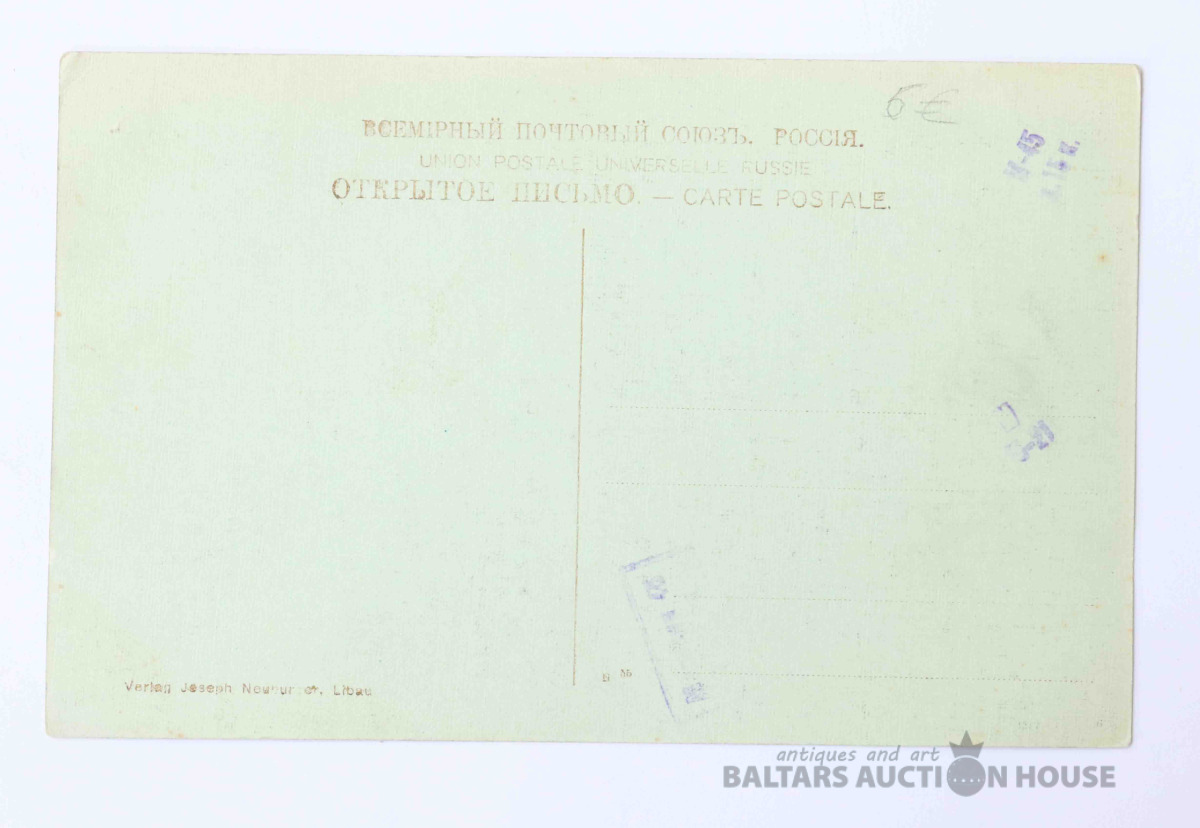 6 €
ВСЕМІРНЫЙ ПОЧТОВЫЙ СОЮЗЪ. РОССІЯ.
UNION POSTALE UNIVERSELLE RUSSIE
ОТКРЫТОЕ ПИСЬМО. — CARTE POSTALE.
Verlag Joseph Libau
antiques and art
BALTARS AUCTION HOUSE